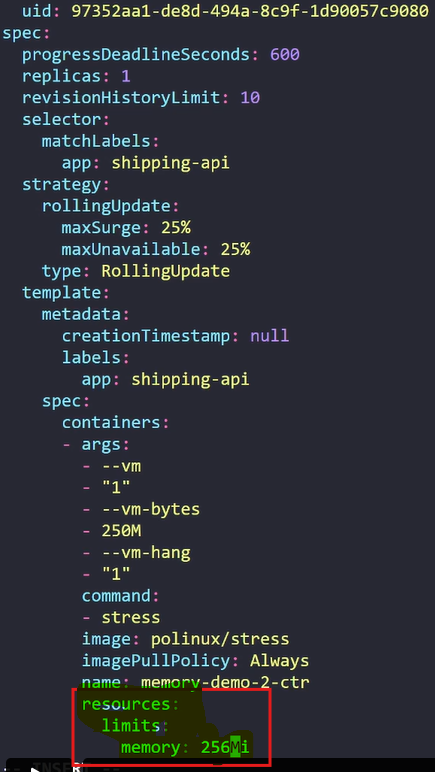 uid: 97352aa1-de8d-494a-8c9f-1d90057c9080
spec:
progressDeadlineSeconds: 600
replicas: 1
revisionHistoryLimit: 10
selector:
matchLabels:
app: shipping-api
strategy:
rollingUpdate:
maxSurge: 25%
maxUnavailable: 25%
type: RollingUpdate
template:
metadata:
creationTimestamp: null
labels:
app: shipping-api
spec:
containers:
- args:
- --vm
- "1"
- --vm-bytes
- 250M
- --vm-hang
- "1"
command:
- stress
image: polinux/stress
imagePullPolicy: Always
name: memory-demo-2-ctr
resources:
limits:
memory: 256Mi
-- INSERT --